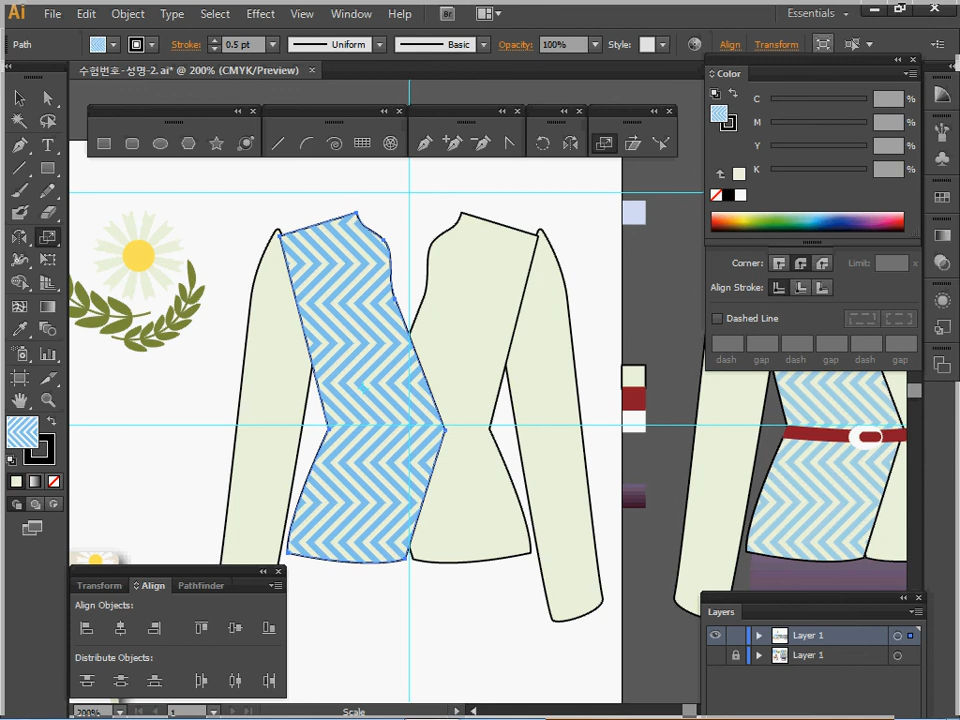 Ai File Edit Object Type Select Effect View Window Help Br Essentials
Path Stroke: 0.5 pt Uniform Basic Opacity: 100% Style: Align Transform
수험번호-성명-2.ai* @ 200% (CMYK/Preview)
Color
C %
M %
Y %
K %
Corner: Limit: x
Align Stroke:
Dashed Line
dash gap dash gap dash gap
Transform Align Pathfinder
Align Objects:
Distribute Objects:
Layers
Layer 1
Layer 1
200% 1 Scale